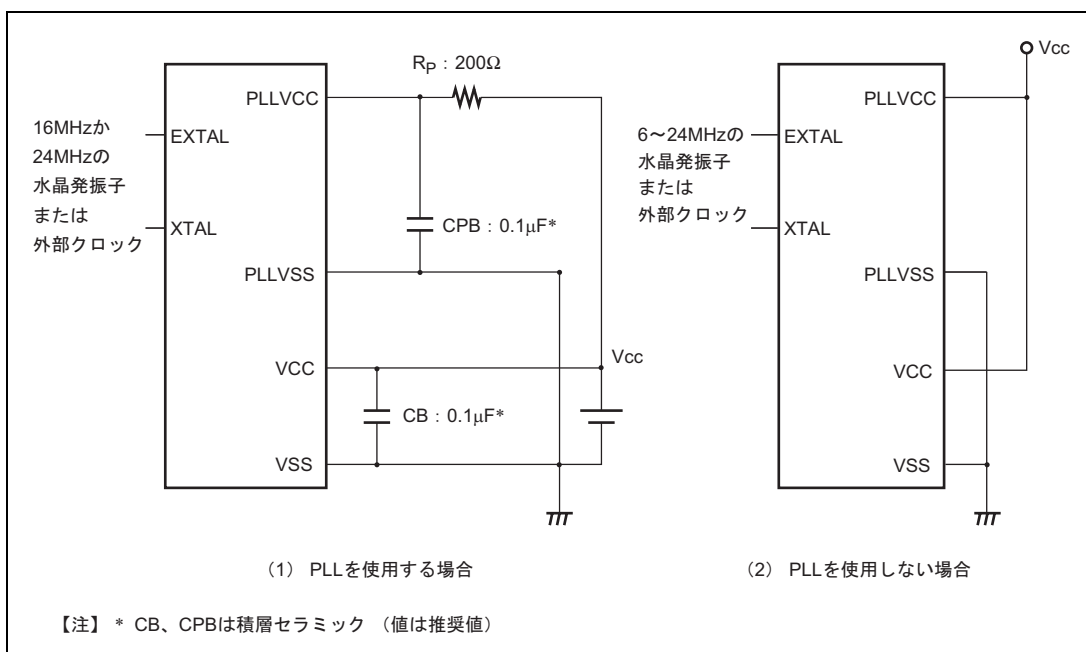 RP：200Ω
PLLVCC
16MHzか
24MHzの
水晶発振子
または
外部クロック
EXTAL
XTAL
CPB：0.1μF*
PLLVSS
VCC
Vcc
CB：0.1μF*
VSS
(1) PLLを使用する場合
Vcc
PLLVCC
6～24MHzの
水晶発振子
または
外部クロック
EXTAL
XTAL
PLLVSS
VCC
VSS
(2) PLLを使用しない場合
【注】 * CB、CPBは積層セラミック （値は推奨値）